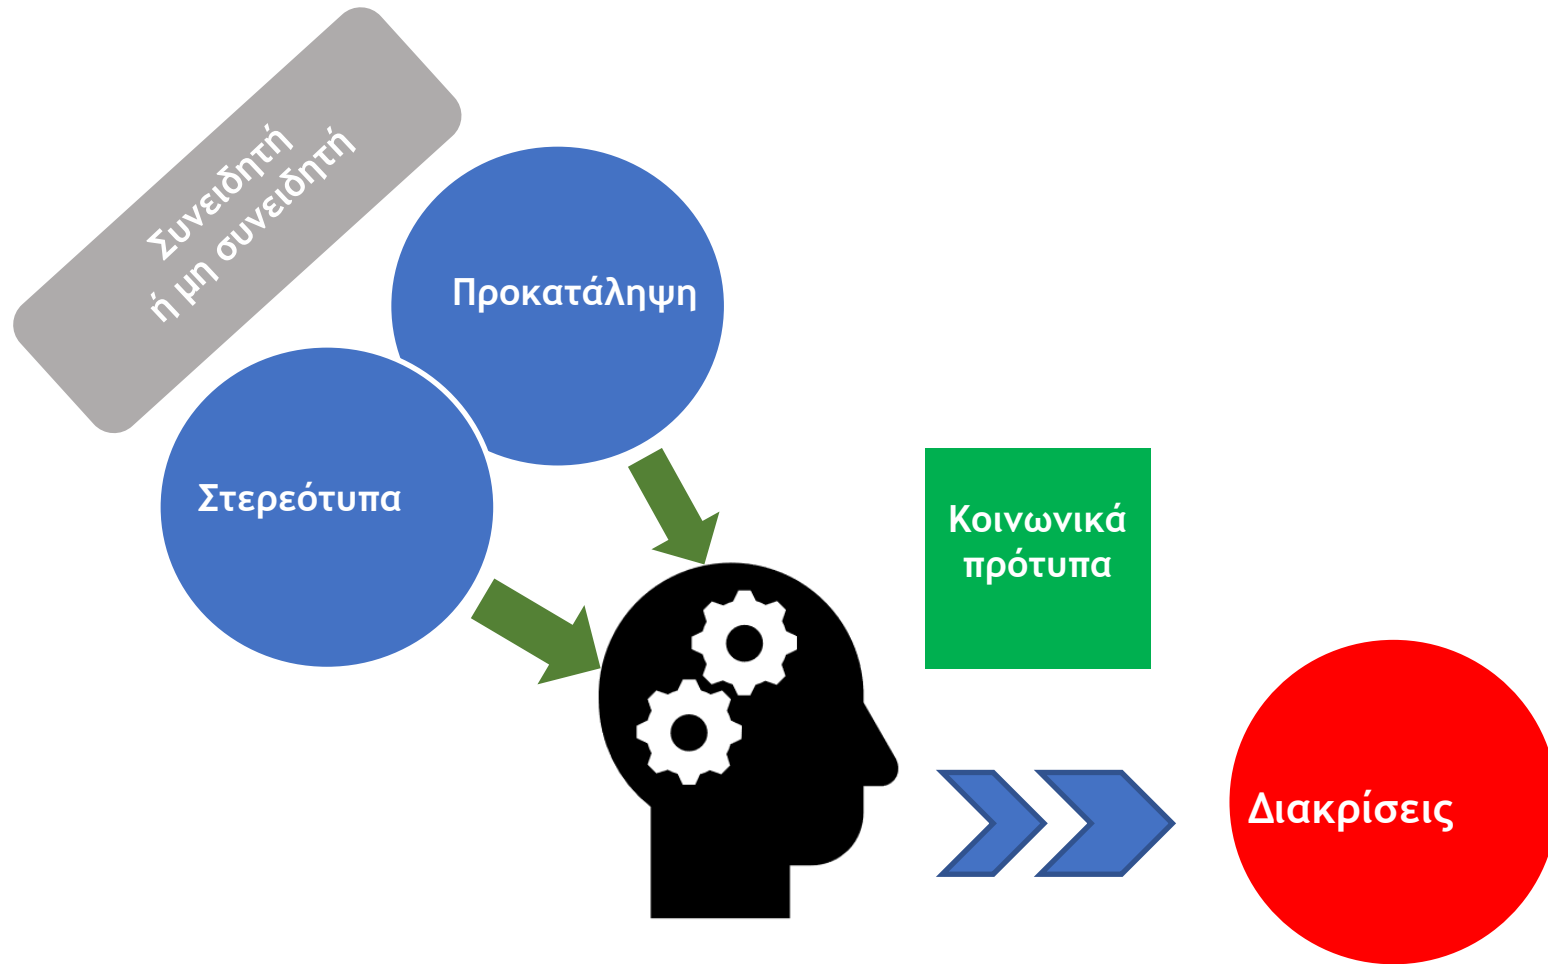 Συνειδητή
ή μη συνειδητή
Προκατάληψη
Στερεότυπα
Κοινωνικά
πρότυπα
Διακρίσεις